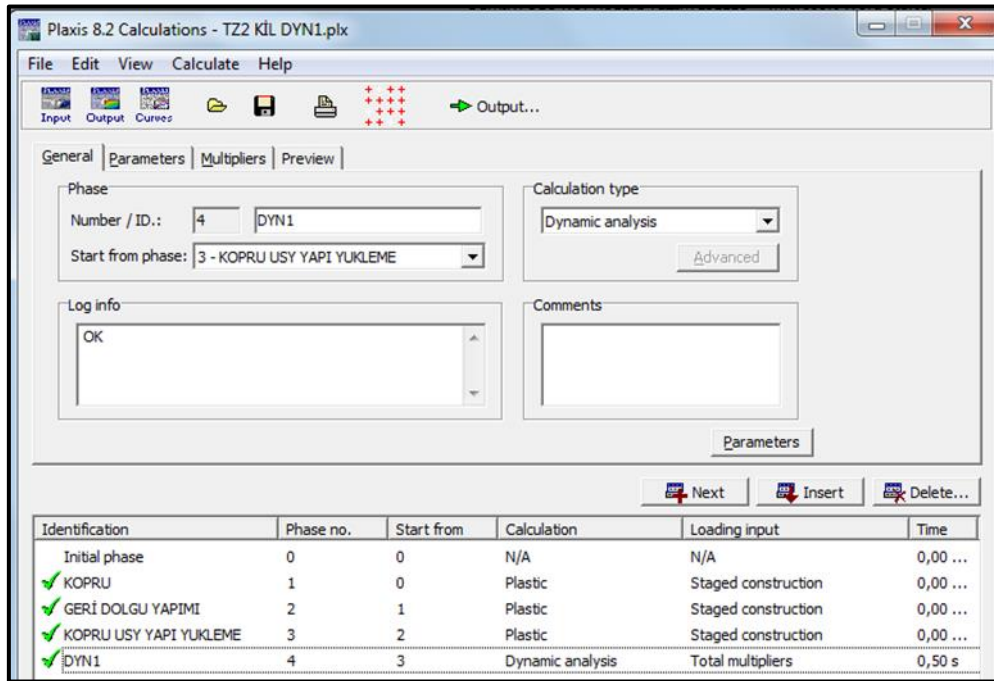 Plaxis 8.2 Calculations - TZ2 KİL DYN1.plx
File Edit View Calculate Help
Input Output Curves Output...
General Parameters Multipliers Preview
Phase
Number / ID.: 4 DYN1
Start from phase: 3 - KOPRU USY YAPI YUKLEME
Calculation type
Dynamic analysis
Advanced
Log info
OK
Comments
Parameters
Next Insert Delete...
Identification Phase no. Start from Calculation Loading input Time
Initial phase 0 0 N/A N/A 0,00 ...
KOPRU 1 0 Plastic Staged construction 0,00 ...
GERİ DOLGU YAPIMI 2 1 Plastic Staged construction 0,00 ...
KOPRU USY YAPI YUKLEME 3 2 Plastic Staged construction 0,00 ...
DYN1 4 3 Dynamic analysis Total multipliers 0,50 s